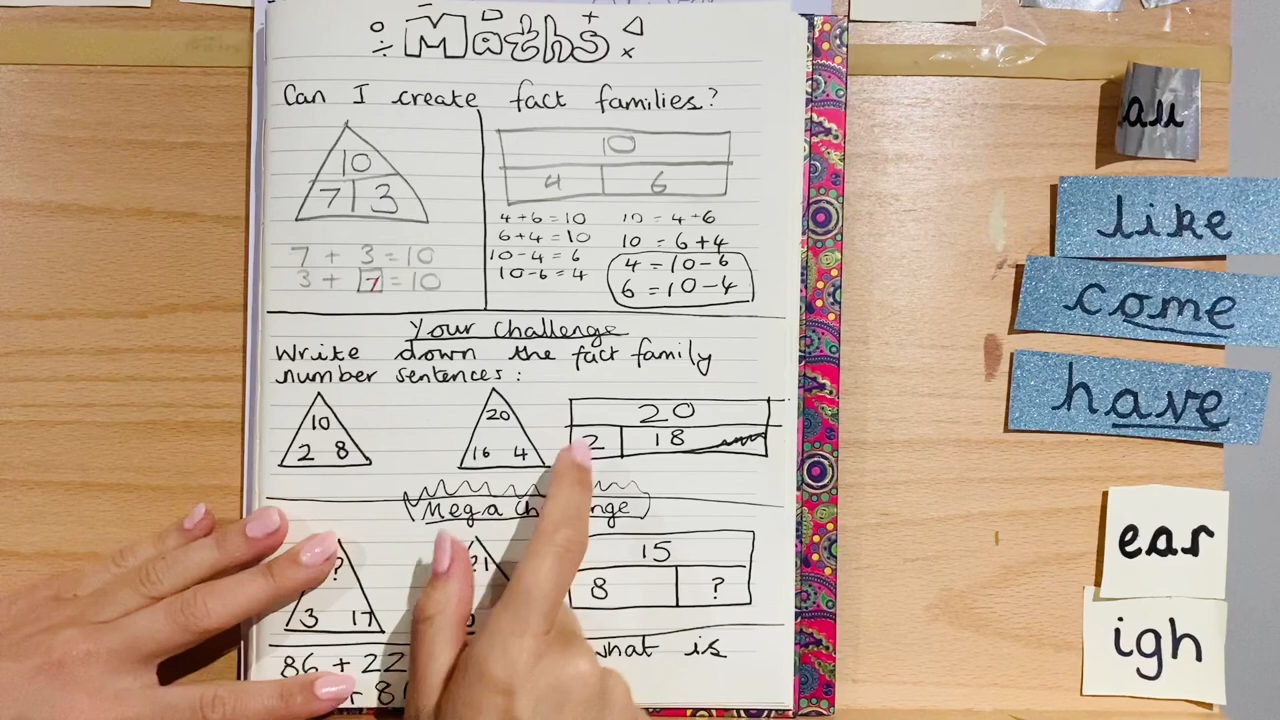 ÷ Maths + ×
Can I create fact families?
10
7 3
7 + 3 = 10
3 + 7 = 10
10
4 6
4+6=10
6+4=10
10-4=6
10-6=4
10 = 4+6
10 = 6+4
4 = 10-6
6 = 10-4
Your Challenge
Write down the fact family
number sentences:
10
2 8
20
16 4
20
2 18
Mega Ch nge
?
3 17
15
8 ?
86 + 22
what is
au
like
come
have
ear
igh